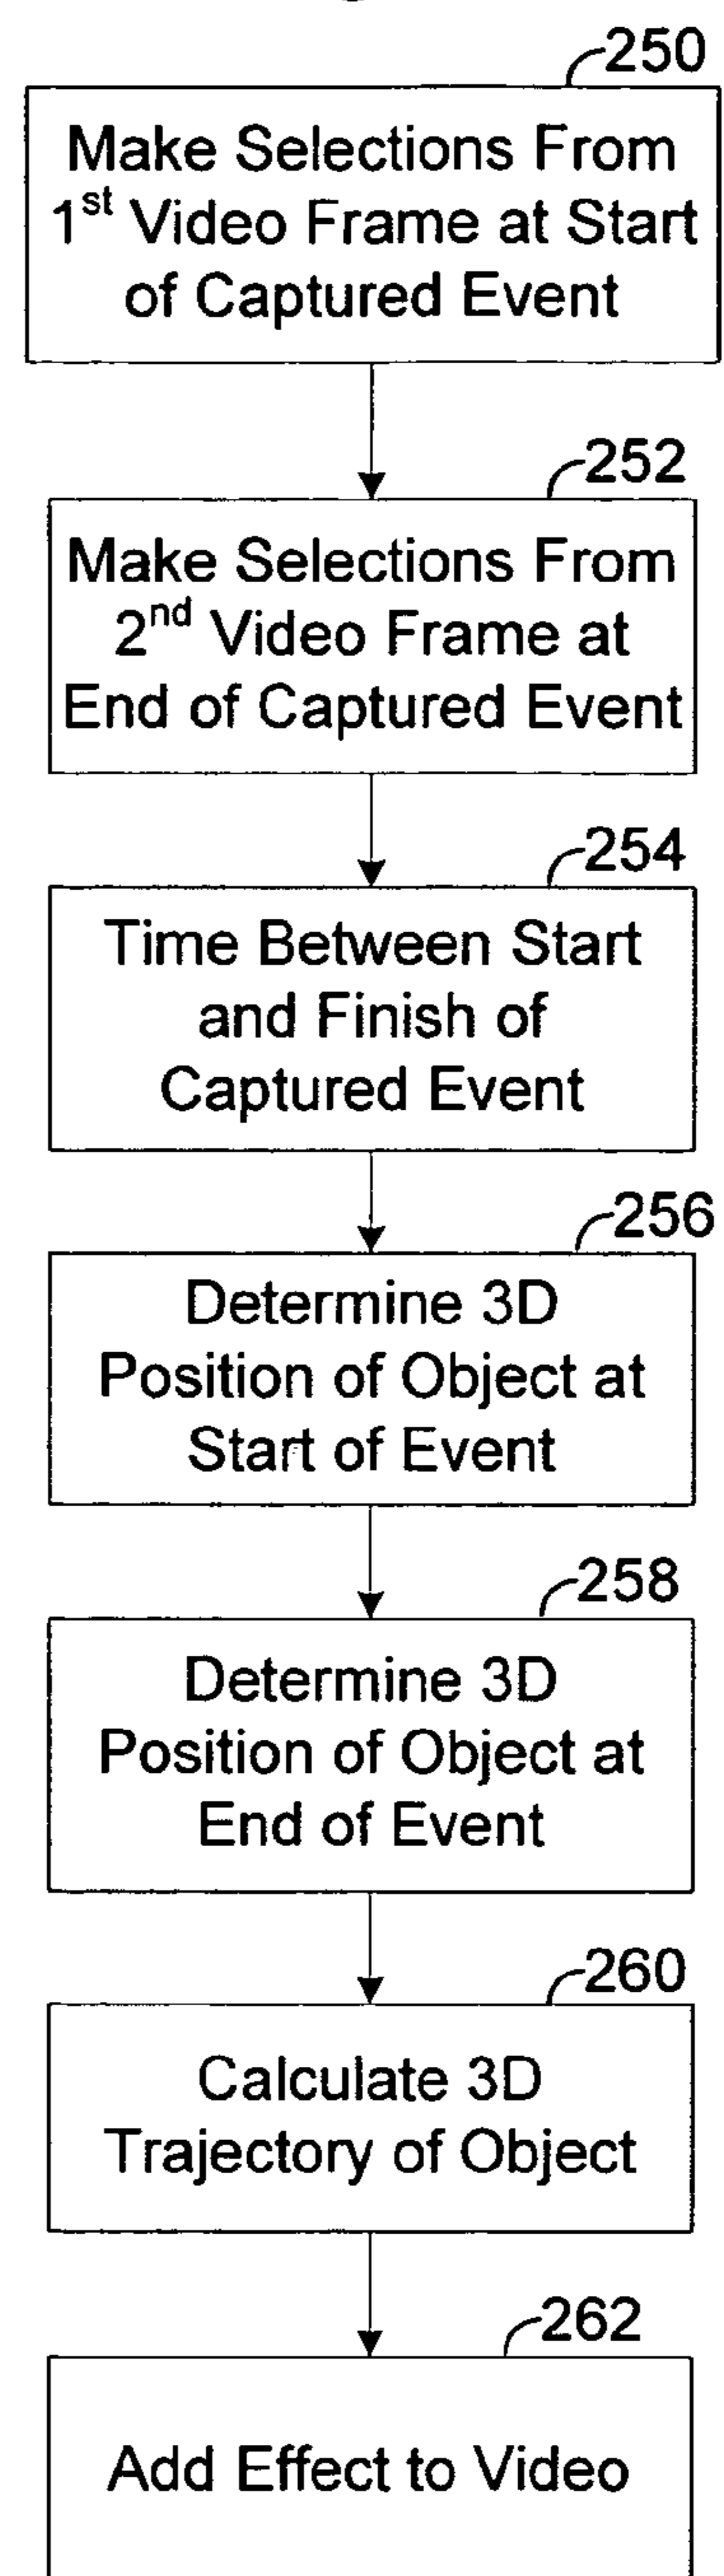 250
Make Selections From
1st Video Frame at Start
of Captured Event
252
Make Selections From
2nd Video Frame at
End of Captured Event
254
Time Between Start
and Finish of
Captured Event
256
Determine 3D
Position of Object at
Start of Event
258
Determine 3D
Position of Object at
End of Event
260
Calculate 3D
Trajectory of Object
262
Add Effect to Video